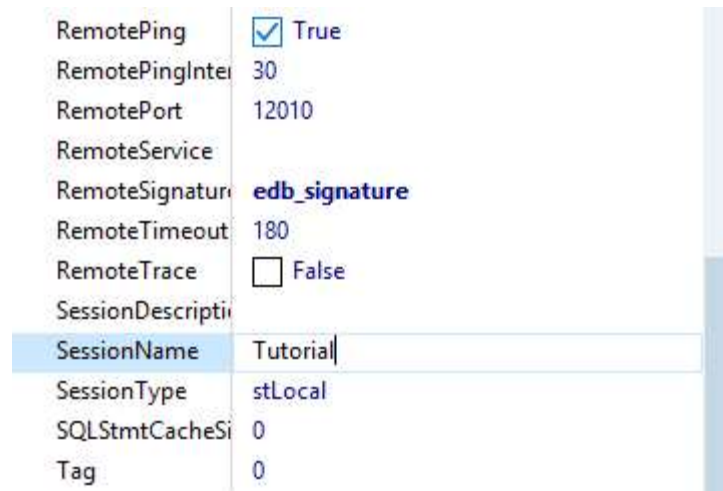 RemotePing True
RemotePingInter 30
RemotePort 12010
RemoteService
RemoteSignature edb_signature
RemoteTimeout 180
RemoteTrace False
SessionDescripti
SessionName Tutorial
SessionType stLocal
SQLStmtCacheSi 0
Tag 0